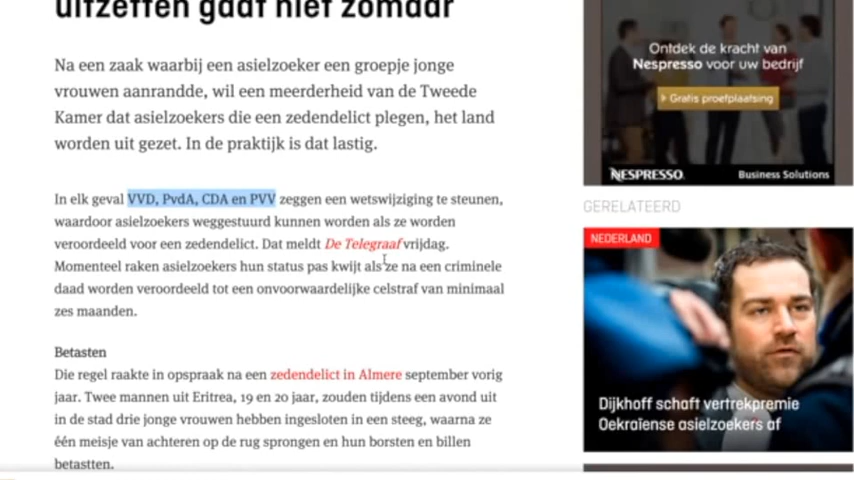 uitzetten gaat niet zomaar
Na een zaak waarbij een asielzoeker een groepje jonge
vrouwen aanrandde, wil een meerderheid van de Tweede
Kamer dat asielzoekers die een zedendelict plegen, het land
worden uit gezet. In de praktijk is dat lastig.
In elk geval VVD, PvdA, CDA en PVV zeggen een wetswijziging te steunen,
waardoor asielzoekers weggestuurd kunnen worden als ze worden
veroordeeld voor een zedendelict. Dat meldt De Telegraaf vrijdag.
Momenteel raken asielzoekers hun status pas kwijt als ze na een criminele
daad worden veroordeeld tot een onvoorwaardelijke celstraf van minimaal
zes maanden.
Betasten
Die regel raakte in opspraak na een zedendelict in Almere september vorig
jaar. Twee mannen uit Eritrea, 19 en 20 jaar, zouden tijdens een avond uit
in de stad drie jonge vrouwen hebben ingesloten in een steeg, waarna ze
één meisje van achteren op de rug sprongen en hun borsten en billen
betastten.
Ontdek de kracht van
Nespresso voor uw bedrijf
Gratis proefplaatsing
NESPRESSO. Business Solutions
GERELATEERD
NEDERLAND
Dijkhoff schaft vertrekpremie
Oekraïense asielzoekers af